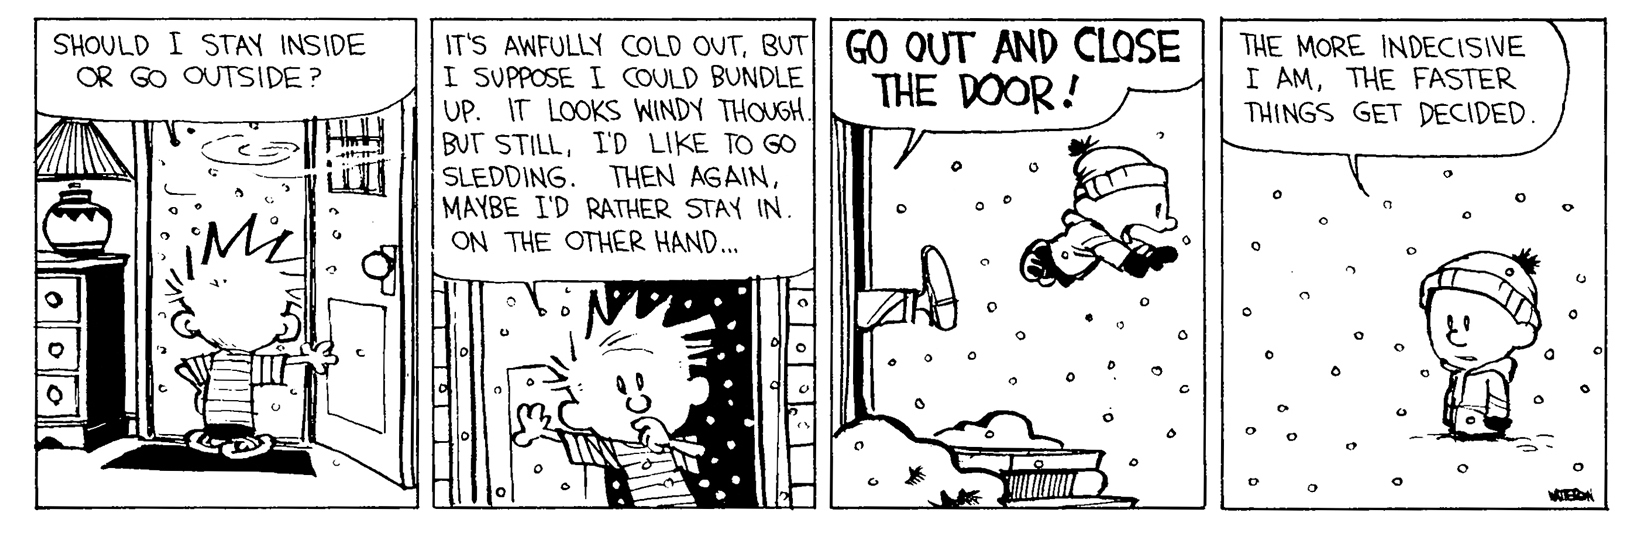 SHOULD I STAY INSIDE
OR GO OUTSIDE?
IT'S AWFULLY COLD OUT, BUT
I SUPPOSE I COULD BUNDLE
UP. IT LOOKS WINDY THOUGH.
BUT STILL, I'D LIKE TO GO
SLEDDING. THEN AGAIN,
MAYBE I'D RATHER STAY IN.
ON THE OTHER HAND...
GO OUT AND CLOSE
THE DOOR!
THE MORE INDECISIVE
I AM, THE FASTER
THINGS GET DECIDED.
WATTERSON